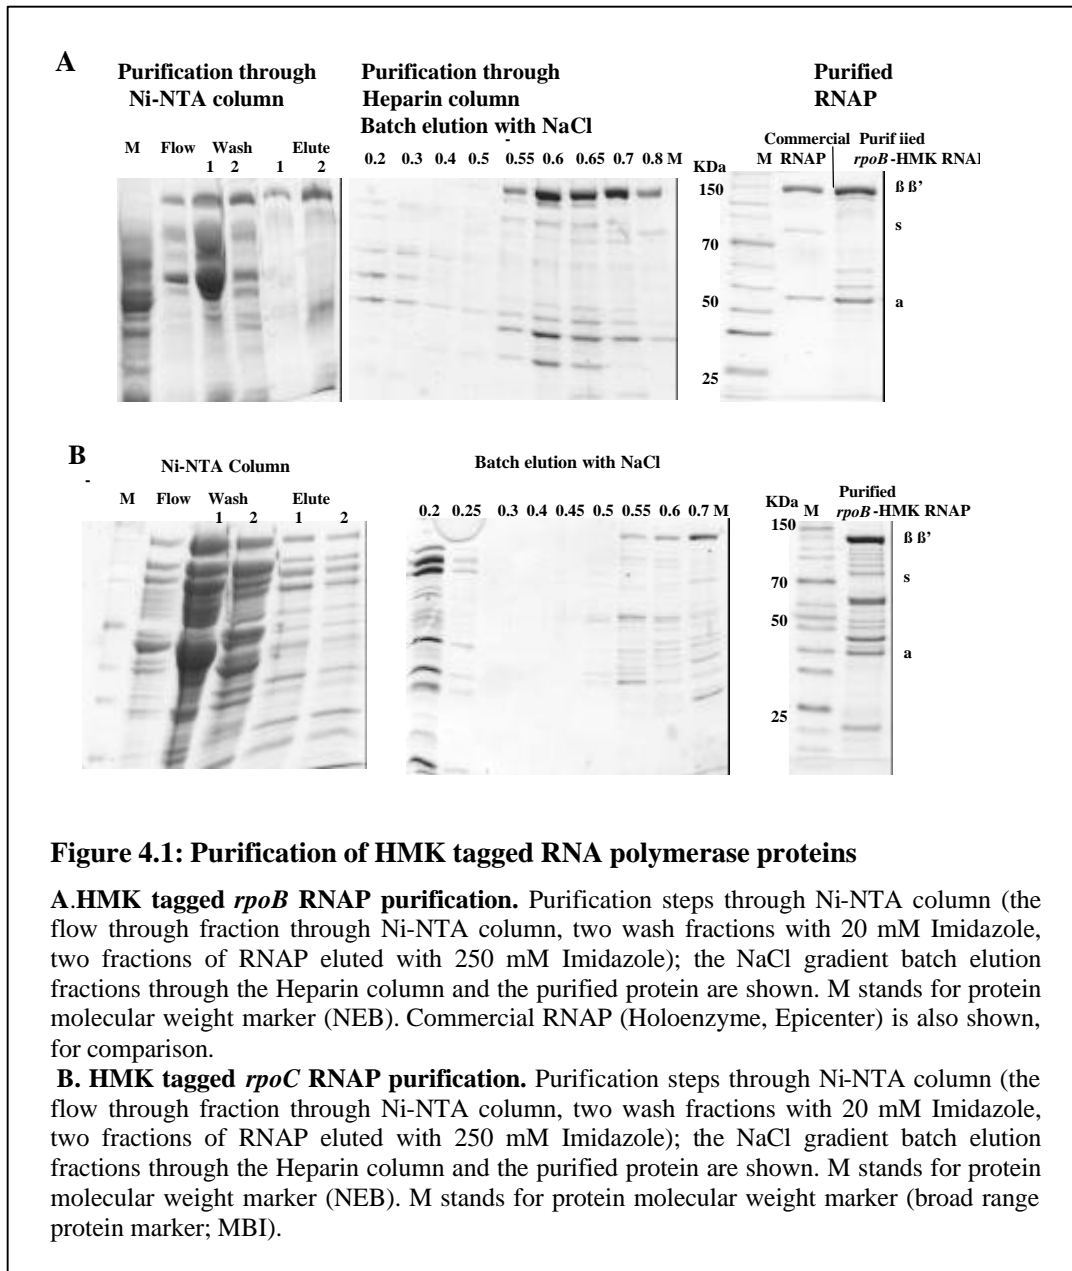 A
Purification through
Ni-NTA column
Purification through
Heparin column
Batch elution with NaCl
Purified
RNAP
M Flow Wash Elute
1 2 1 2
0.2 0.3 0.4 0.5 0.55 0.6 0.65 0.7 0.8 M
Commercial Purifiied
KDa M RNAP rpoB-HMK RNAI
150
70
50
25
ß ß'
s
a
B
Ni-NTA Column
Batch elution with NaCl
M Flow Wash Elute
1 2 1 2
0.2 0.25 0.3 0.4 0.45 0.5 0.55 0.6 0.7 M
Purified
KDa M rpoB-HMK RNAP
150
70
50
25
ß ß'
s
a
Figure 4.1: Purification of HMK tagged RNA polymerase proteins
A.HMK tagged rpoB RNAP purification. Purification steps through Ni-NTA column (the
flow through fraction through Ni-NTA column, two wash fractions with 20 mM Imidazole,
two fractions of RNAP eluted with 250 mM Imidazole); the NaCl gradient batch elution
fractions through the Heparin column and the purified protein are shown. M stands for protein
molecular weight marker (NEB). Commercial RNAP (Holoenzyme, Epicenter) is also shown,
for comparison.
B. HMK tagged rpoC RNAP purification. Purification steps through Ni-NTA column (the
flow through fraction through Ni-NTA column, two wash fractions with 20 mM Imidazole,
two fractions of RNAP eluted with 250 mM Imidazole); the NaCl gradient batch elution
fractions through the Heparin column and the purified protein are shown. M stands for protein
molecular weight marker (NEB). M stands for protein molecular weight marker (broad range
protein marker; MBI).